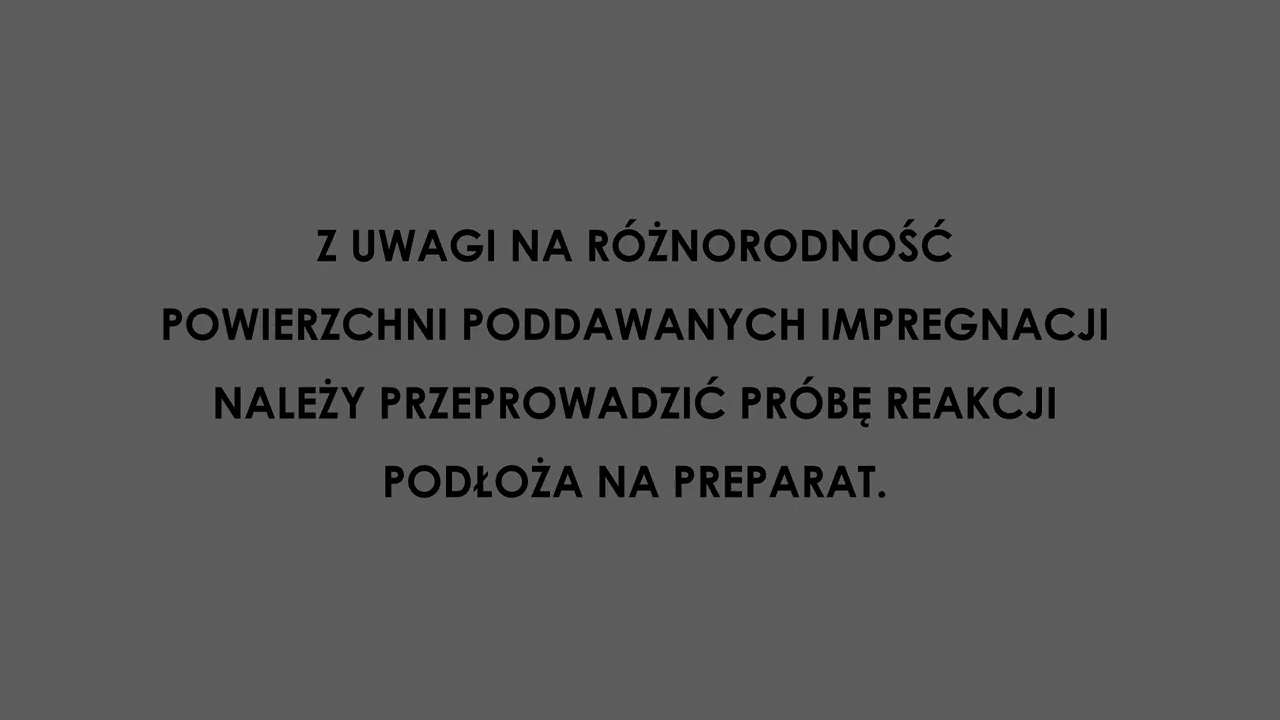 Z UWAGI NA RÓŻNORODNOŚĆ
POWIERZCHNI PODDAWANYCH IMPREGNACJI
NALEŻY PRZEPROWADZIĆ PRÓBĘ REAKCJI
PODŁOŻA NA PREPARAT.